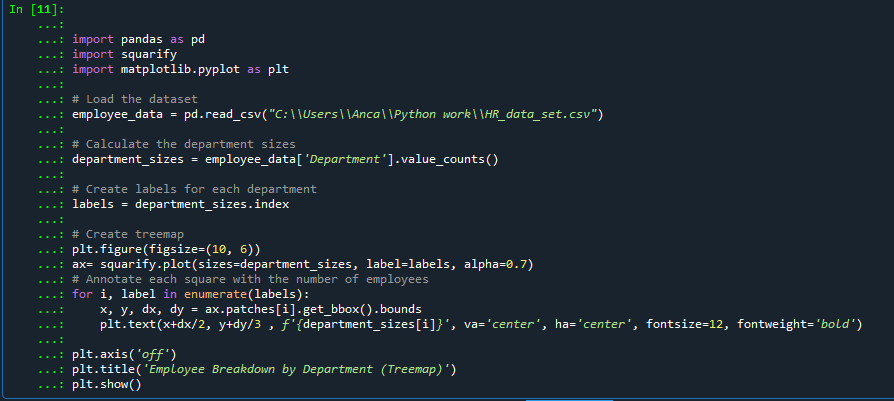 In [11]:
...:
...: import pandas as pd
...: import squarify
...: import matplotlib.pyplot as plt
...:
...: # Load the dataset
...: employee_data = pd.read_csv("C:\\Users\\Anca\\Python work\\HR_data_set.csv")
...:
...: # Calculate the department sizes
...: department_sizes = employee_data['Department'].value_counts()
...:
...: # Create labels for each department
...: labels = department_sizes.index
...:
...: # Create treemap
...: plt.figure(figsize=(10, 6))
...: ax= squarify.plot(sizes=department_sizes, label=labels, alpha=0.7)
...: # Annotate each square with the number of employees
...: for i, label in enumerate(labels):
...:     x, y, dx, dy = ax.patches[i].get_bbox().bounds
...:     plt.text(x+dx/2, y+dy/3 , f'{department_sizes[i]}', va='center', ha='center', fontsize=12, fontweight='bold')
...:
...: plt.axis('off')
...: plt.title('Employee Breakdown by Department (Treemap)')
...: plt.show()